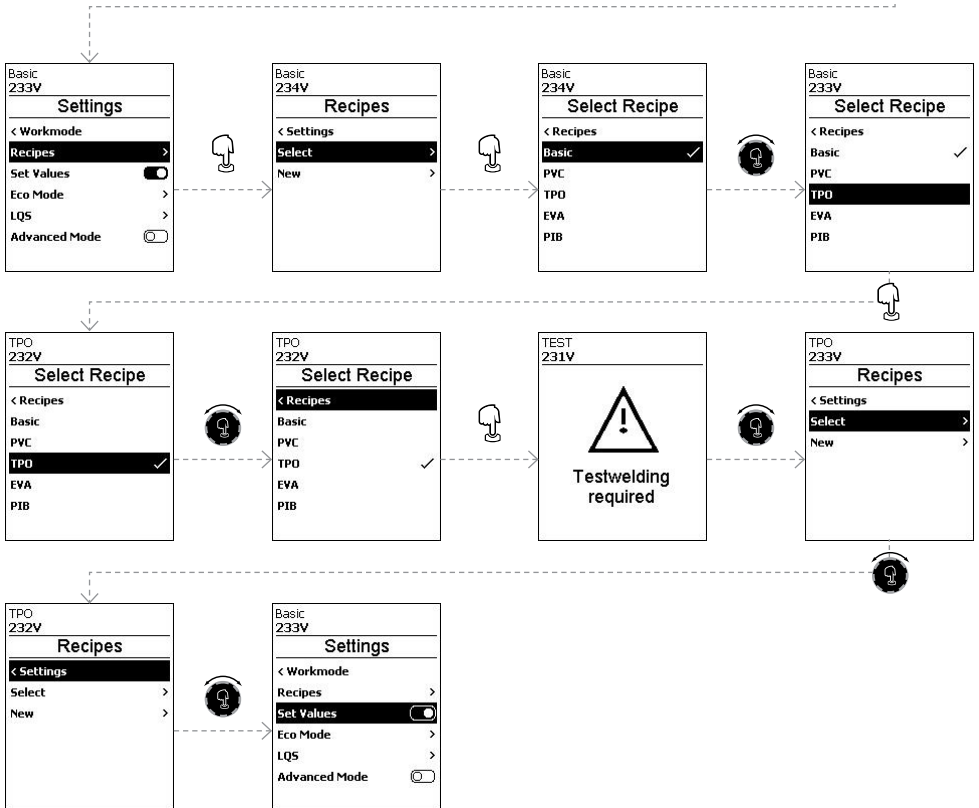 Basic
233V
Settings
< Workmode
Recipes >
Set Values
Eco Mode >
LQS >
Advanced Mode
Basic
234V
Recipes
< Settings
Select >
New >
Basic
234V
Select Recipe
< Recipes
Basic ✓
PVC
TPO
EVA
PIB
Basic
233V
Select Recipe
< Recipes
Basic ✓
PVC
TPO
EVA
PIB
TPO
232V
Select Recipe
< Recipes
Basic
PVC
TPO ✓
EVA
PIB
TPO
232V
Select Recipe
< Recipes
Basic
PVC
TPO ✓
EVA
PIB
TEST
231V
Testwelding
required
TPO
233V
Recipes
< Settings
Select >
New >
TPO
232V
Recipes
< Settings
Select >
New >
Basic
233V
Settings
< Workmode
Recipes >
Set Values
Eco Mode >
LQS >
Advanced Mode